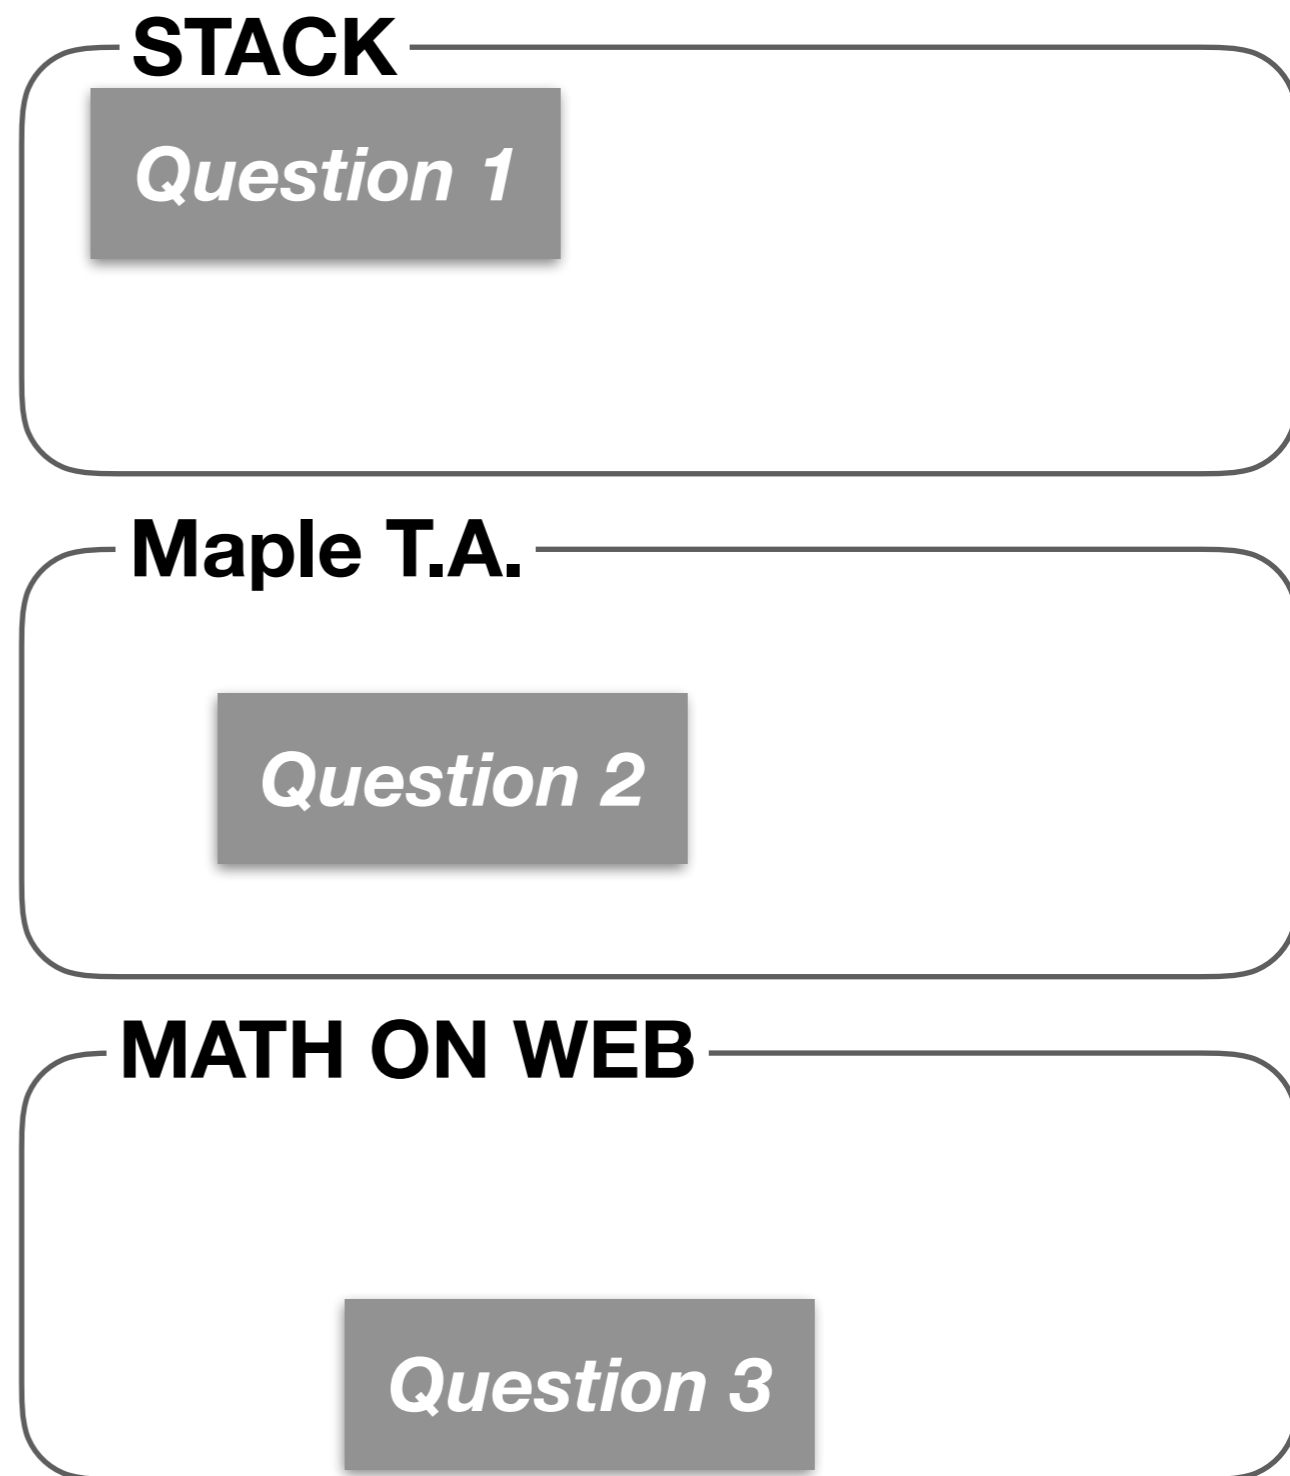 STACK
Question 1
Maple T.A.
Question 2
MATH ON WEB
Question 3